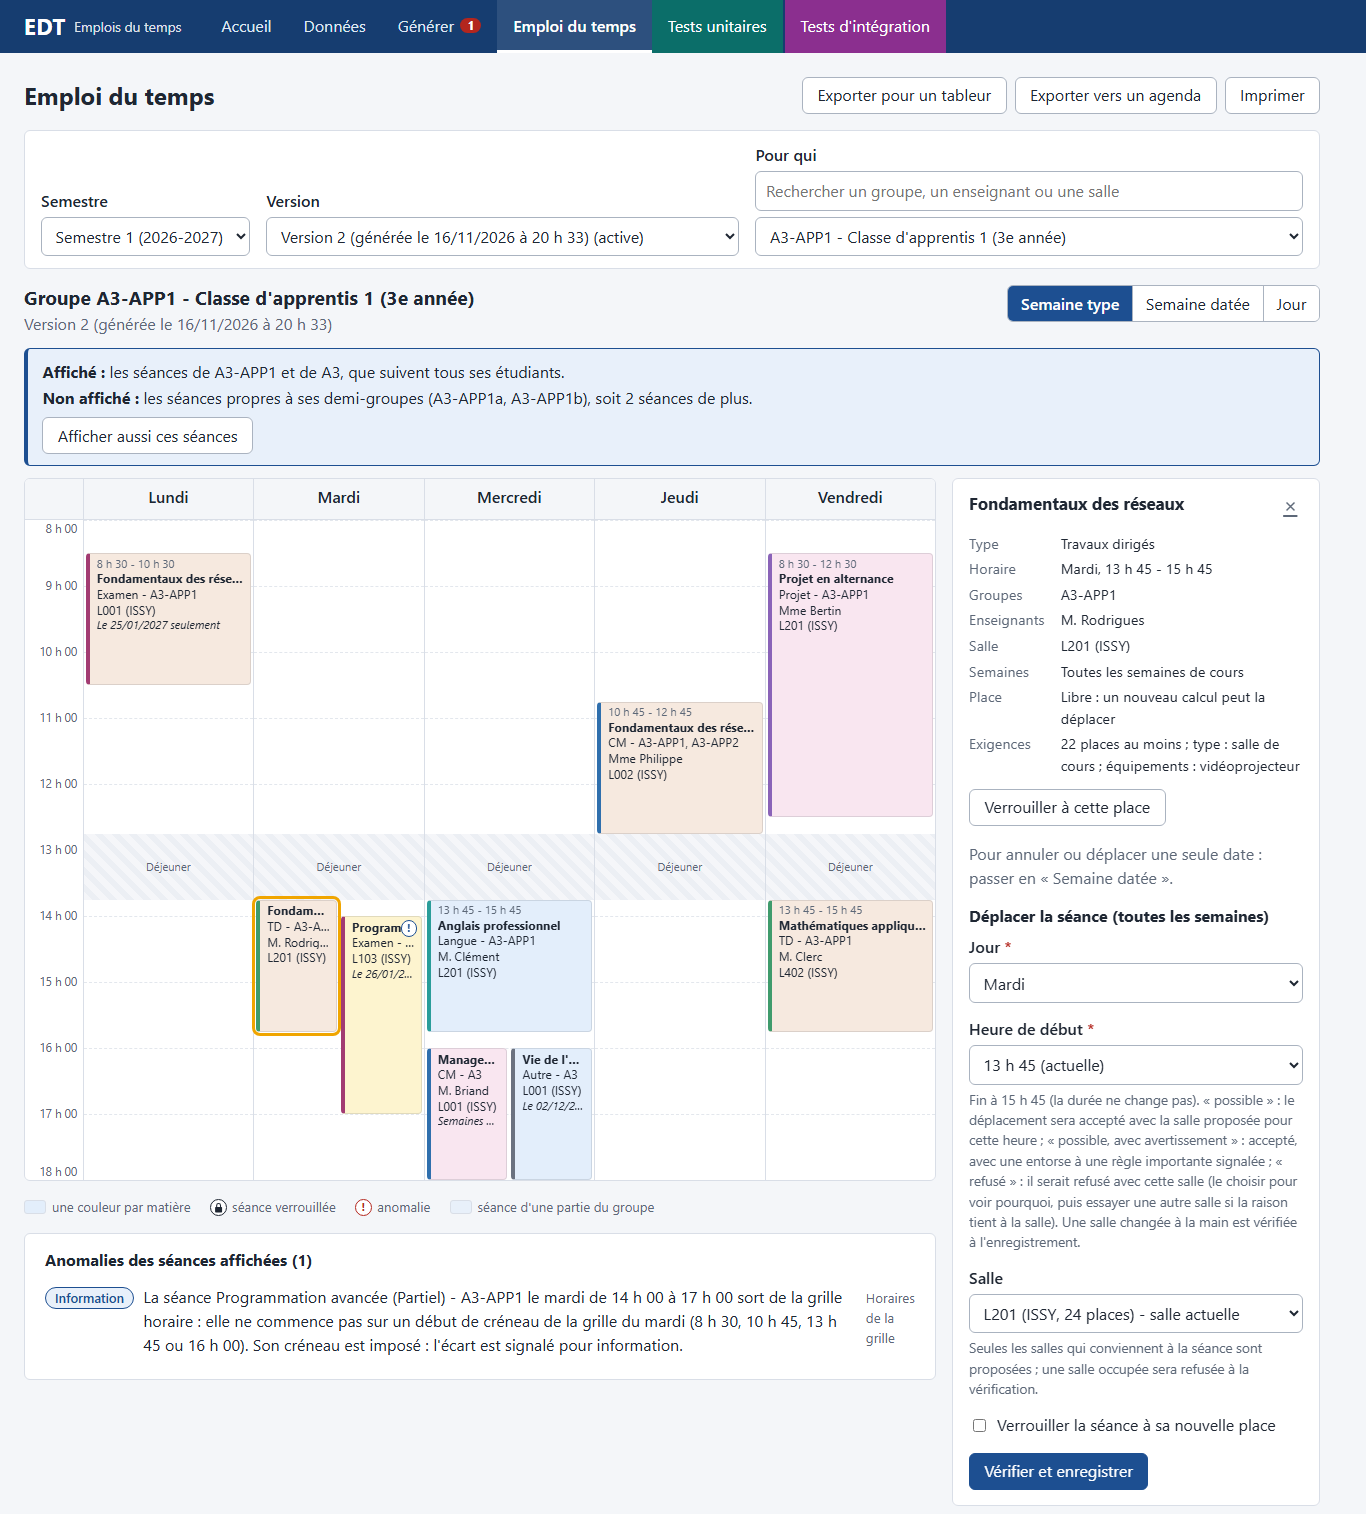 EDT Emplois du temps
Accueil
Données
Générer 1
Emploi du temps
Tests unitaires
Tests d'intégration
Emploi du temps
Exporter pour un tableur
Exporter vers un agenda
Imprimer
Semestre
Semestre 1 (2026-2027)
Version
Version 2 (générée le 16/11/2026 à 20 h 33) (active)
Pour qui
Rechercher un groupe, un enseignant ou une salle
A3-APP1 - Classe d'apprentis 1 (3e année)
Groupe A3-APP1 - Classe d'apprentis 1 (3e année)
Version 2 (générée le 16/11/2026 à 20 h 33)
Semaine type
Semaine datée
Jour
Affiché : les séances de A3-APP1 et de A3, que suivent tous ses étudiants.
Non affiché : les séances propres à ses demi-groupes (A3-APP1a, A3-APP1b), soit 2 séances de plus.
Afficher aussi ces séances
Lundi
Mardi
Mercredi
Jeudi
Vendredi
8 h 00
9 h 00
10 h 00
11 h 00
12 h 00
13 h 00
14 h 00
15 h 00
16 h 00
17 h 00
18 h 00
8 h 30 - 10 h 30
Fondamentaux des rése...
Examen - A3-APP1
L001 (ISSY)
Le 25/01/2027 seulement
Déjeuner
Déjeuner
Fondam...
TD - A3-A...
M. Rodrig...
L201 (ISSY)
Program
!
Examen - ...
L103 (ISSY)
Le 26/01/2...
Déjeuner
13 h 45 - 15 h 45
Anglais professionnel
Langue - A3-APP1
M. Clément
L201 (ISSY)
Manage...
CM - A3
M. Briand
L001 (ISSY)
Semaines ...
Vie de l'...
Autre - A3
L001 (ISSY)
Le 02/12/2...
10 h 45 - 12 h 45
Fondamentaux des rése...
CM - A3-APP1, A3-APP2
Mme Philippe
L002 (ISSY)
Déjeuner
8 h 30 - 12 h 30
Projet en alternance
Projet - A3-APP1
Mme Bertin
L201 (ISSY)
Déjeuner
13 h 45 - 15 h 45
Mathématiques appliqu...
TD - A3-APP1
M. Clerc
L402 (ISSY)
une couleur par matière
séance verrouillée
! anomalie
séance d'une partie du groupe
Anomalies des séances affichées (1)
Information
La séance Programmation avancée (Partiel) - A3-APP1 le mardi de 14 h 00 à 17 h 00 sort de la grille
horaire : elle ne commence pas sur un début de créneau de la grille du mardi (8 h 30, 10 h 45, 13 h
45 ou 16 h 00). Son créneau est imposé : l'écart est signalé pour information.
Horaires
de la
grille
Fondamentaux des réseaux
×
Type Travaux dirigés
Horaire Mardi, 13 h 45 - 15 h 45
Groupes A3-APP1
Enseignants M. Rodrigues
Salle L201 (ISSY)
Semaines Toutes les semaines de cours
Place Libre : un nouveau calcul peut la
déplacer
Exigences 22 places au moins ; type : salle de
cours ; équipements : vidéoprojecteur
Verrouiller à cette place
Pour annuler ou déplacer une seule date :
passer en « Semaine datée ».
Déplacer la séance (toutes les semaines)
Jour *
Mardi
Heure de début *
13 h 45 (actuelle)
Fin à 15 h 45 (la durée ne change pas). « possible » : le
déplacement sera accepté avec la salle proposée pour
cette heure ; « possible, avec avertissement » : accepté,
avec une entorse à une règle importante signalée ; «
refusé » : il serait refusé avec cette salle (le choisir pour
voir pourquoi, puis essayer une autre salle si la raison
tient à la salle). Une salle changée à la main est vérifiée
à l'enregistrement.
Salle
L201 (ISSY, 24 places) - salle actuelle
Seules les salles qui conviennent à la séance sont
proposées ; une salle occupée sera refusée à la
vérification.
Verrouiller la séance à sa nouvelle place
Vérifier et enregistrer